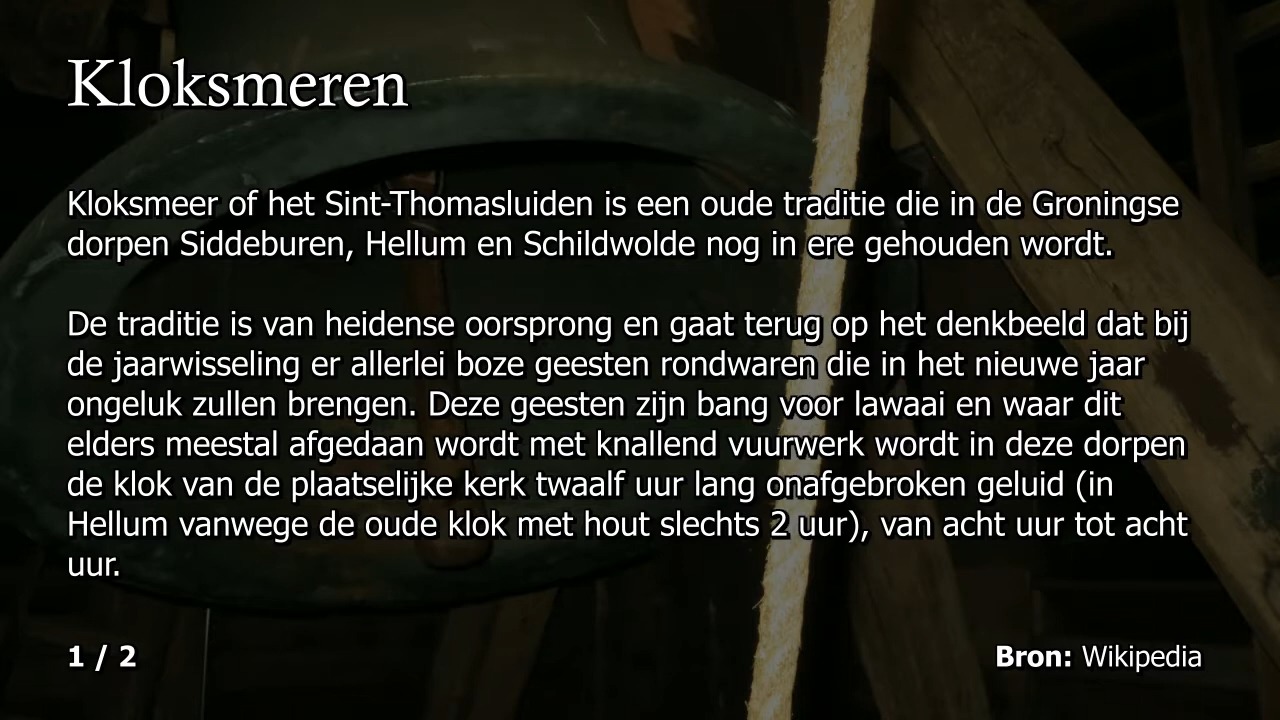 Kloksmeren
Kloksmeer of het Sint-Thomasluiden is een oude traditie die in de Groningse
dorpen Siddeburen, Hellum en Schildwolde nog in ere gehouden wordt.
De traditie is van heidense oorsprong en gaat terug op het denkbeeld dat bij
de jaarwisseling er allerlei boze geesten rondwaren die in het nieuwe jaar
ongeluk zullen brengen. Deze geesten zijn bang voor lawaai en waar dit
elders meestal afgedaan wordt met knallend vuurwerk wordt in deze dorpen
de klok van de plaatselijke kerk twaalf uur lang onafgebroken geluid (in
Hellum vanwege de oude klok met hout slechts 2 uur), van acht uur tot acht
uur.
1 / 2
Bron: Wikipedia